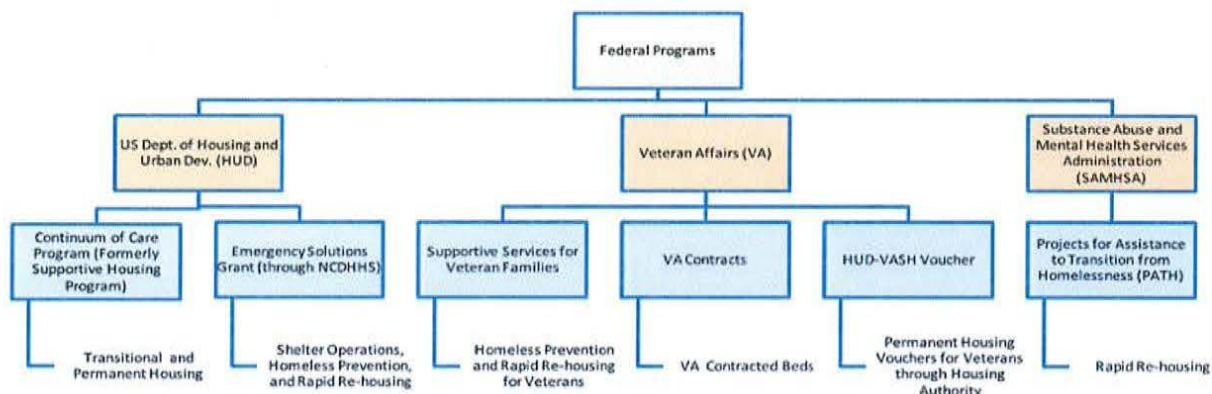 Federal Programs
US Dept. of Housing and
Urban Dev. (HUD)
Veteran Affairs (VA)
Substance Abuse and
Mental Health Services
Administration
(SAMHSA)
Continuum of Care
Program (Formerly
Supportive Housing
Program)
Emergency Solutions
Grant (through NCDHHS)
Supportive Services for
Veteran Families
VA Contracts
HUD-VASH Voucher
Projects for Assistance
to Transition from
Homelessness (PATH)
Transitional and
Permanent Housing
Shelter Operations,
Homeless Prevention,
and Rapid Re-housing
Homeless Prevention
and Rapid Re-housing
for Veterans
VA Contracted Beds
Permanent Housing
Vouchers for Veterans
through Housing
Authority
Rapid Re-housing